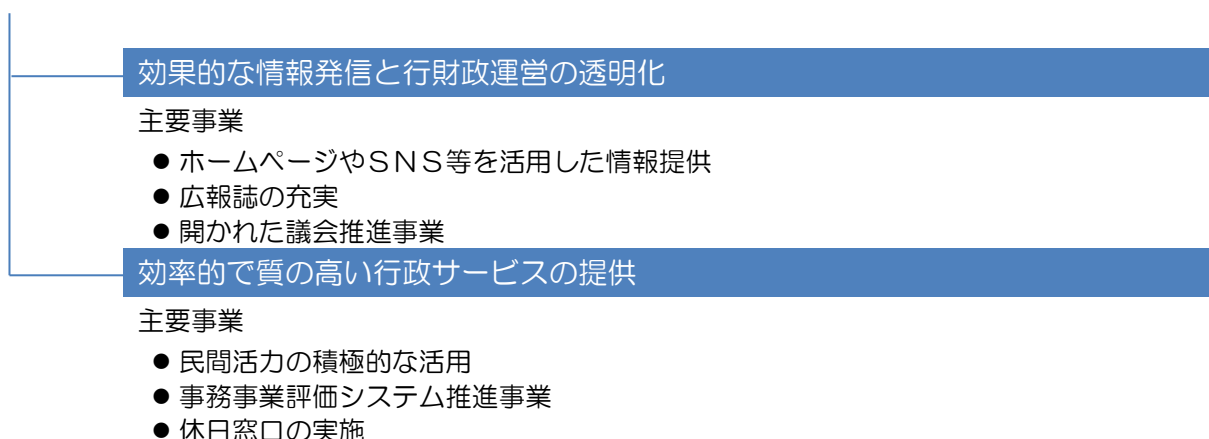 効果的な情報発信と行財政運営の透明化
主要事業
● ホームページやＳＮＳ等を活用した情報提供
● 広報誌の充実
● 開かれた議会推進事業
効率的で質の高い行政サービスの提供
主要事業
● 民間活力の積極的な活用
● 事務事業評価システム推進事業
● 休日窓口の実施